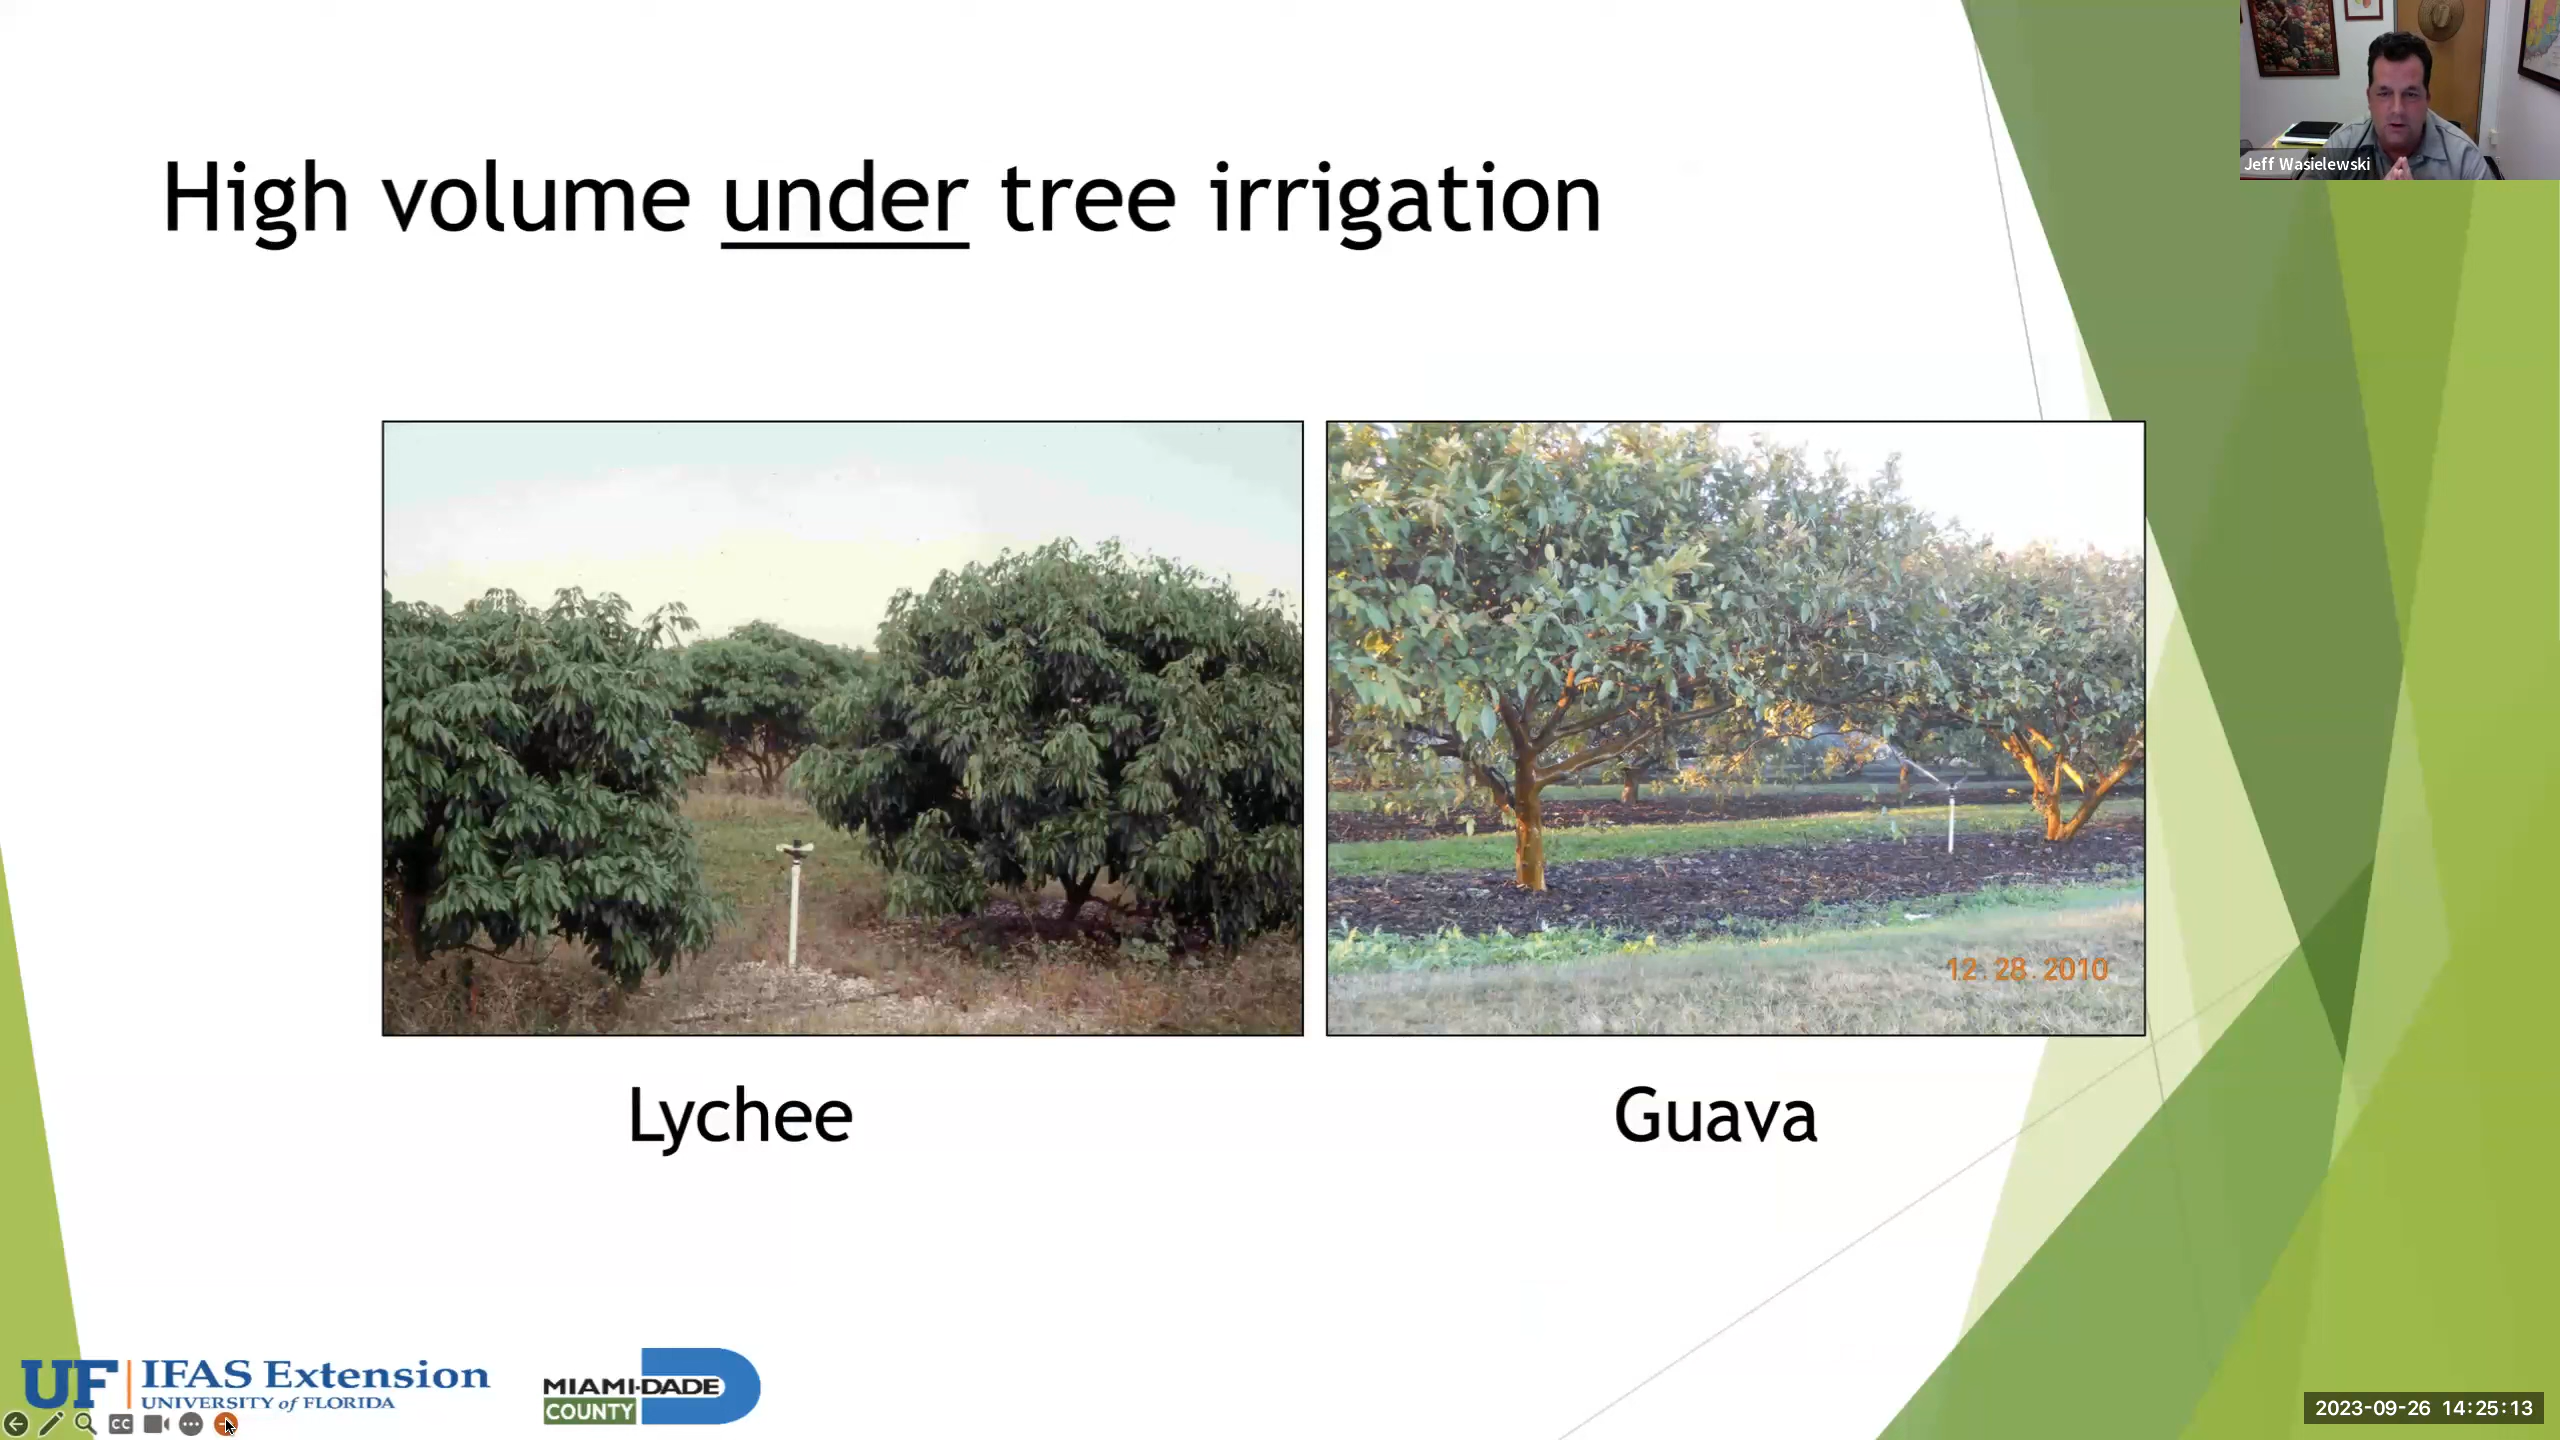 Jeff Wasielewski
High volume under tree irrigation
12.28.2010
Lychee
Guava
UF IFAS Extension
UNIVERSITY of FLORIDA
MIAMI-DADE
COUNTY
CC
2023-09-26 14:25:13